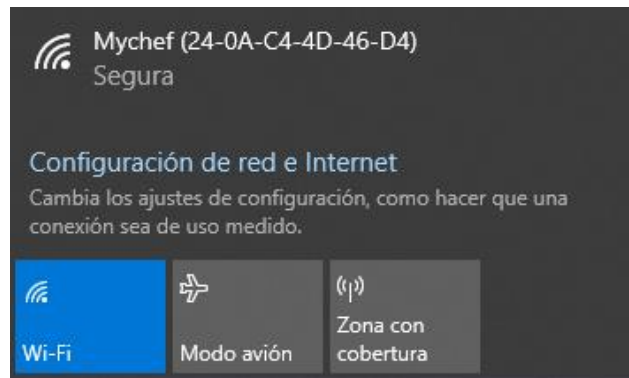 Mychef (24-0A-C4-4D-46-D4)
Segura
Configuración de red e Internet
Cambia los ajustes de configuración, como hacer que una
conexión sea de uso medido.
Wi-Fi
Modo avión
Zona con
cobertura